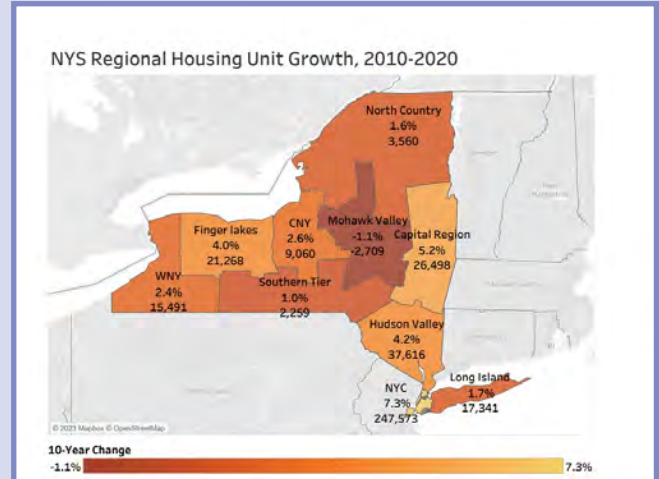 NYS Regional Housing Unit Growth, 2010-2020
North Country
1.6%
3,560
Mohawk Valley
-1.1%
-2,709
Capital Region
5.2%
26,498
CNY
2.6%
9,060
Finger lakes
4.0%
21,268
WNY
2.4%
15,491
Southern Tier
1.0%
2,259
Hudson Valley
4.2%
37,616
NYC
7.3%
247,573
Long Island
1.7%
17,341
© 2023 Mapbox © OpenStreetMap
10-Year Change
-1.1%
7.3%